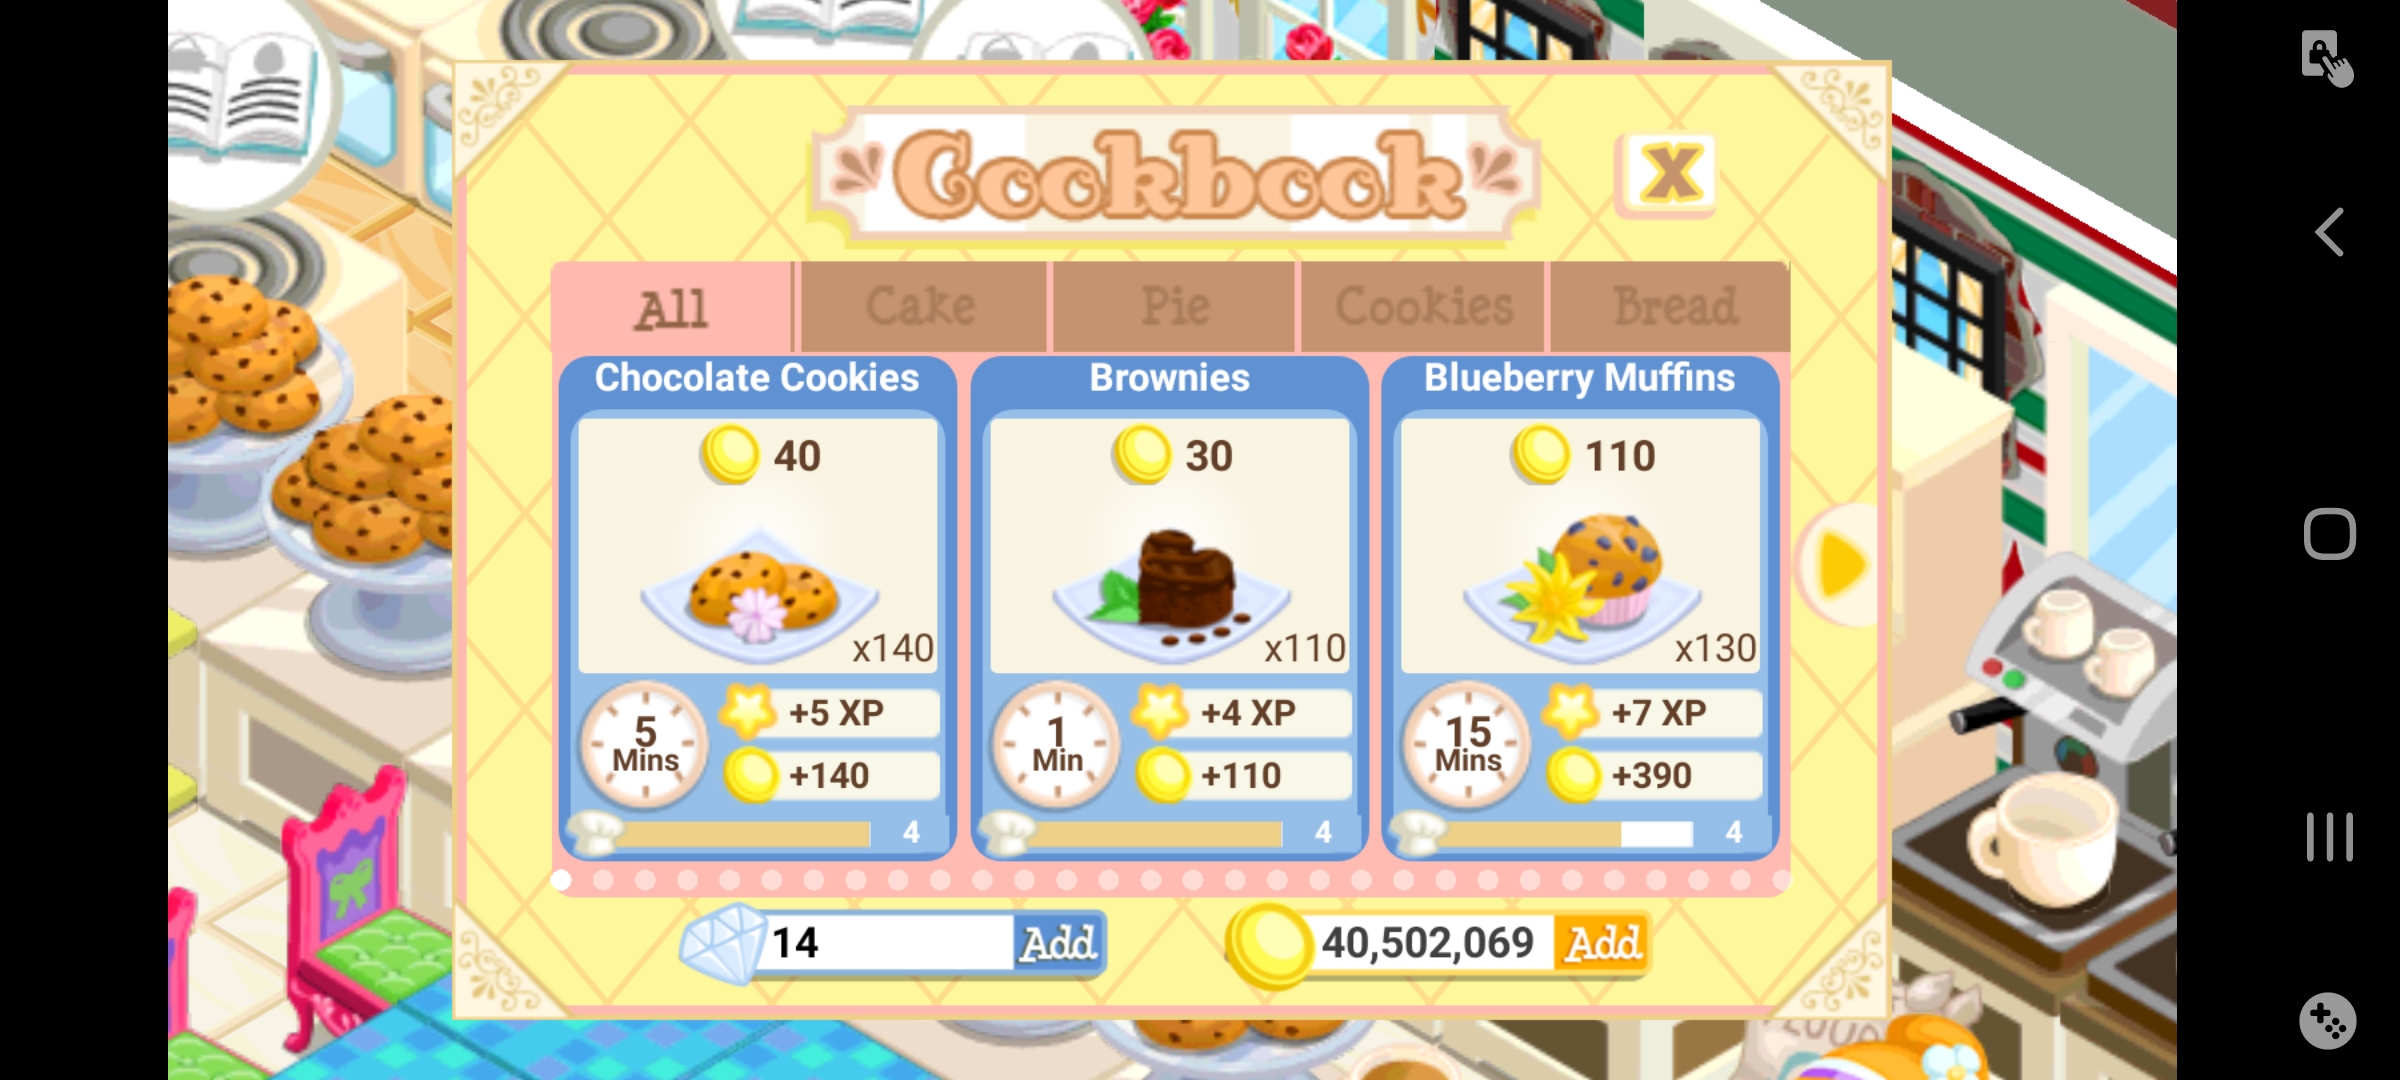 Cookbook
X
All
Cake
Pie
Cookies
Bread
Chocolate Cookies
40
x140
5
Mins
+5 XP
+140
4
Brownies
30
x110
1
Min
+4 XP
+110
4
Blueberry Muffins
110
x130
15
Mins
+7 XP
+390
4
14
Add
40,502,069
Add